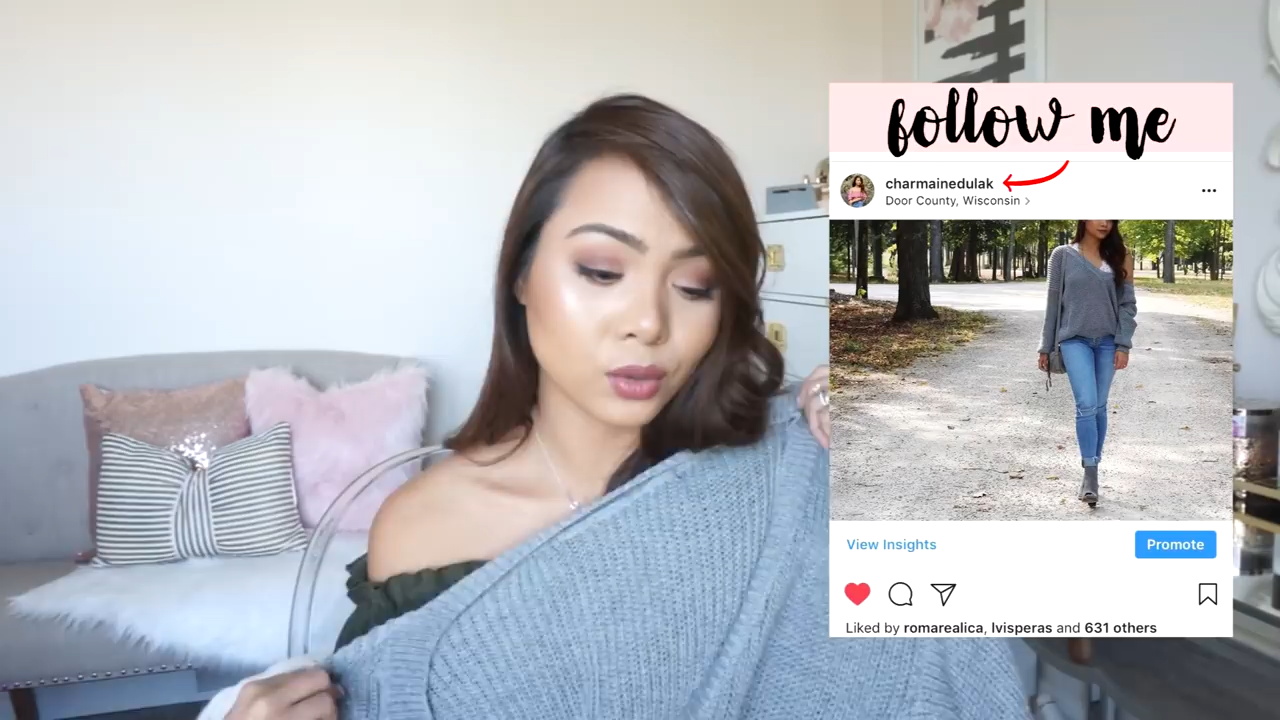 follow me
charmainedulak
Door County, Wisconsin
View Insights
Promote
Liked by romarealica, lvisperas and 631 others